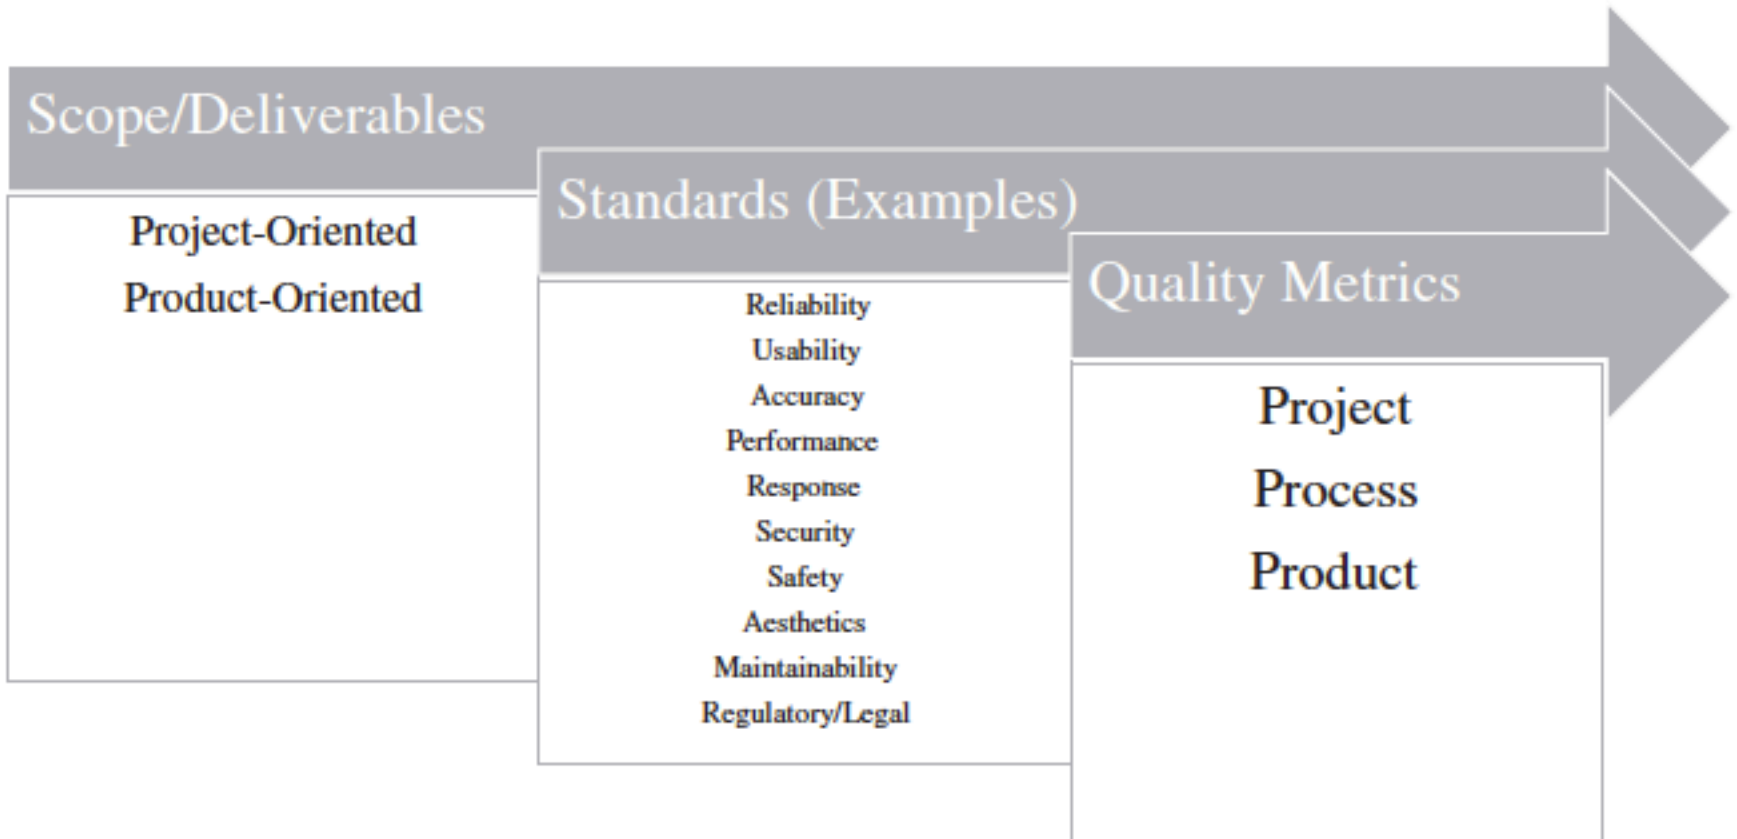 Scope/Deliverables
Project-Oriented
Product-Oriented
Standards (Examples)
Reliability
Usability
Accuracy
Performance
Response
Security
Safety
Aesthetics
Maintainability
Regulatory/Legal
Quality Metrics
Project
Process
Product